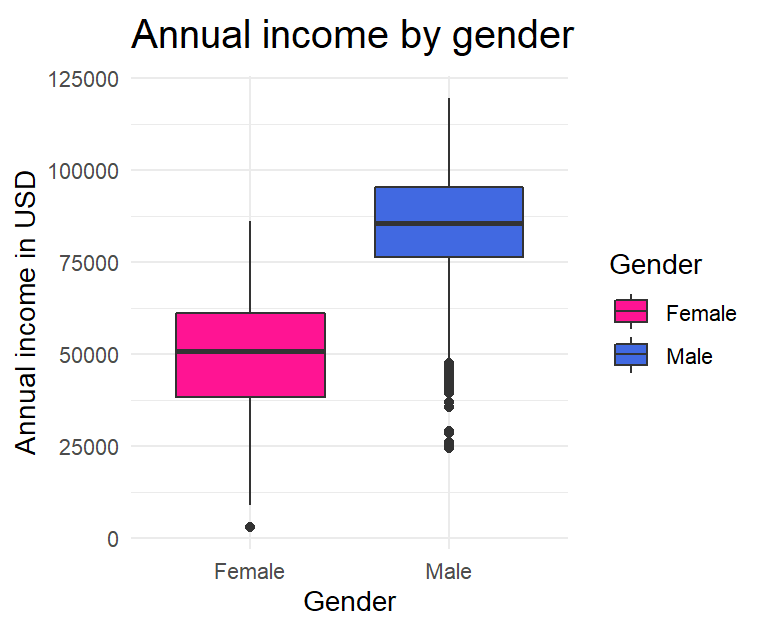 Annual income by gender
Annual income in USD
125000
100000
75000
50000
25000
0
Female
Male
Gender
Gender
Female
Male